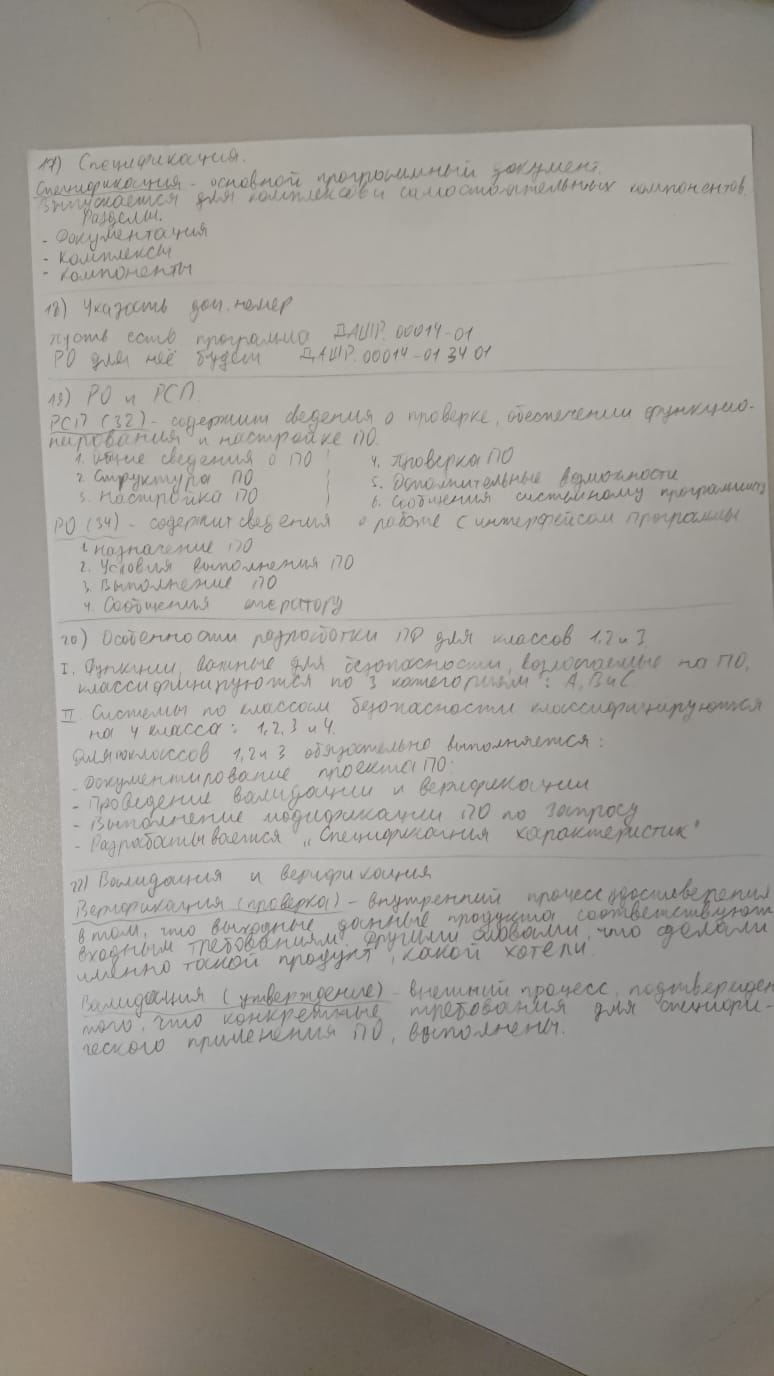 17) Спецификация.
Спецификация - основной программный документ.
Выпускается для комплексов и самостоятельных компонентов.
Разделы.
- Документация
- Комплексы
- Компоненты
18) Указать дец. номер
Пусть есть программа ДАШР. 00014-01
РО для неё будет ДАШР. 00014-01 34 01
19) РО и РСП.
РСП (32) - содержит сведения о проверке, обеспечении функцио-
нирования и настройке ПО.
1. Общие сведения о ПО 4. Проверка ПО
2. Структура ПО 5. Дополнительные возможности
3. Настройка ПО 6. Сообщения системному программисту
РО (34) - содержит сведения о работе с интерфейсом программы
1. Назначение ПО
2. Условия выполнения ПО
3. Выполнение ПО
4. Сообщения оператору
20) Особенности разработки ПО для классов 1, 2 и 3
I. Функции, важные для безопасности, возлагаемые на ПО,
классифицируются по 3 категориям: A, B и C
II. Системы по классам безопасности классифицируются
на 4 класса: 1, 2, 3 и 4.
Для классов 1, 2 и 3 обязательно выполняется:
- Документирование проекта ПО:
- Проведение валидации и верификации
- Выполнение модификации ПО по запросу
- Разрабатывается „Спецификация характеристик"
22) Валидация и верификация
Верификация (проверка) - внутренний процесс удостоверения
в том, что выходные данные продукта соответствуют
входным требованиям. Другими словами, что сделали
именно такой продукт, какой хотели.
Валидация (утверждение) - внешний процесс, подтвержден
того, что конкретные требования для специфи-
ческого применения ПО, выполнены.